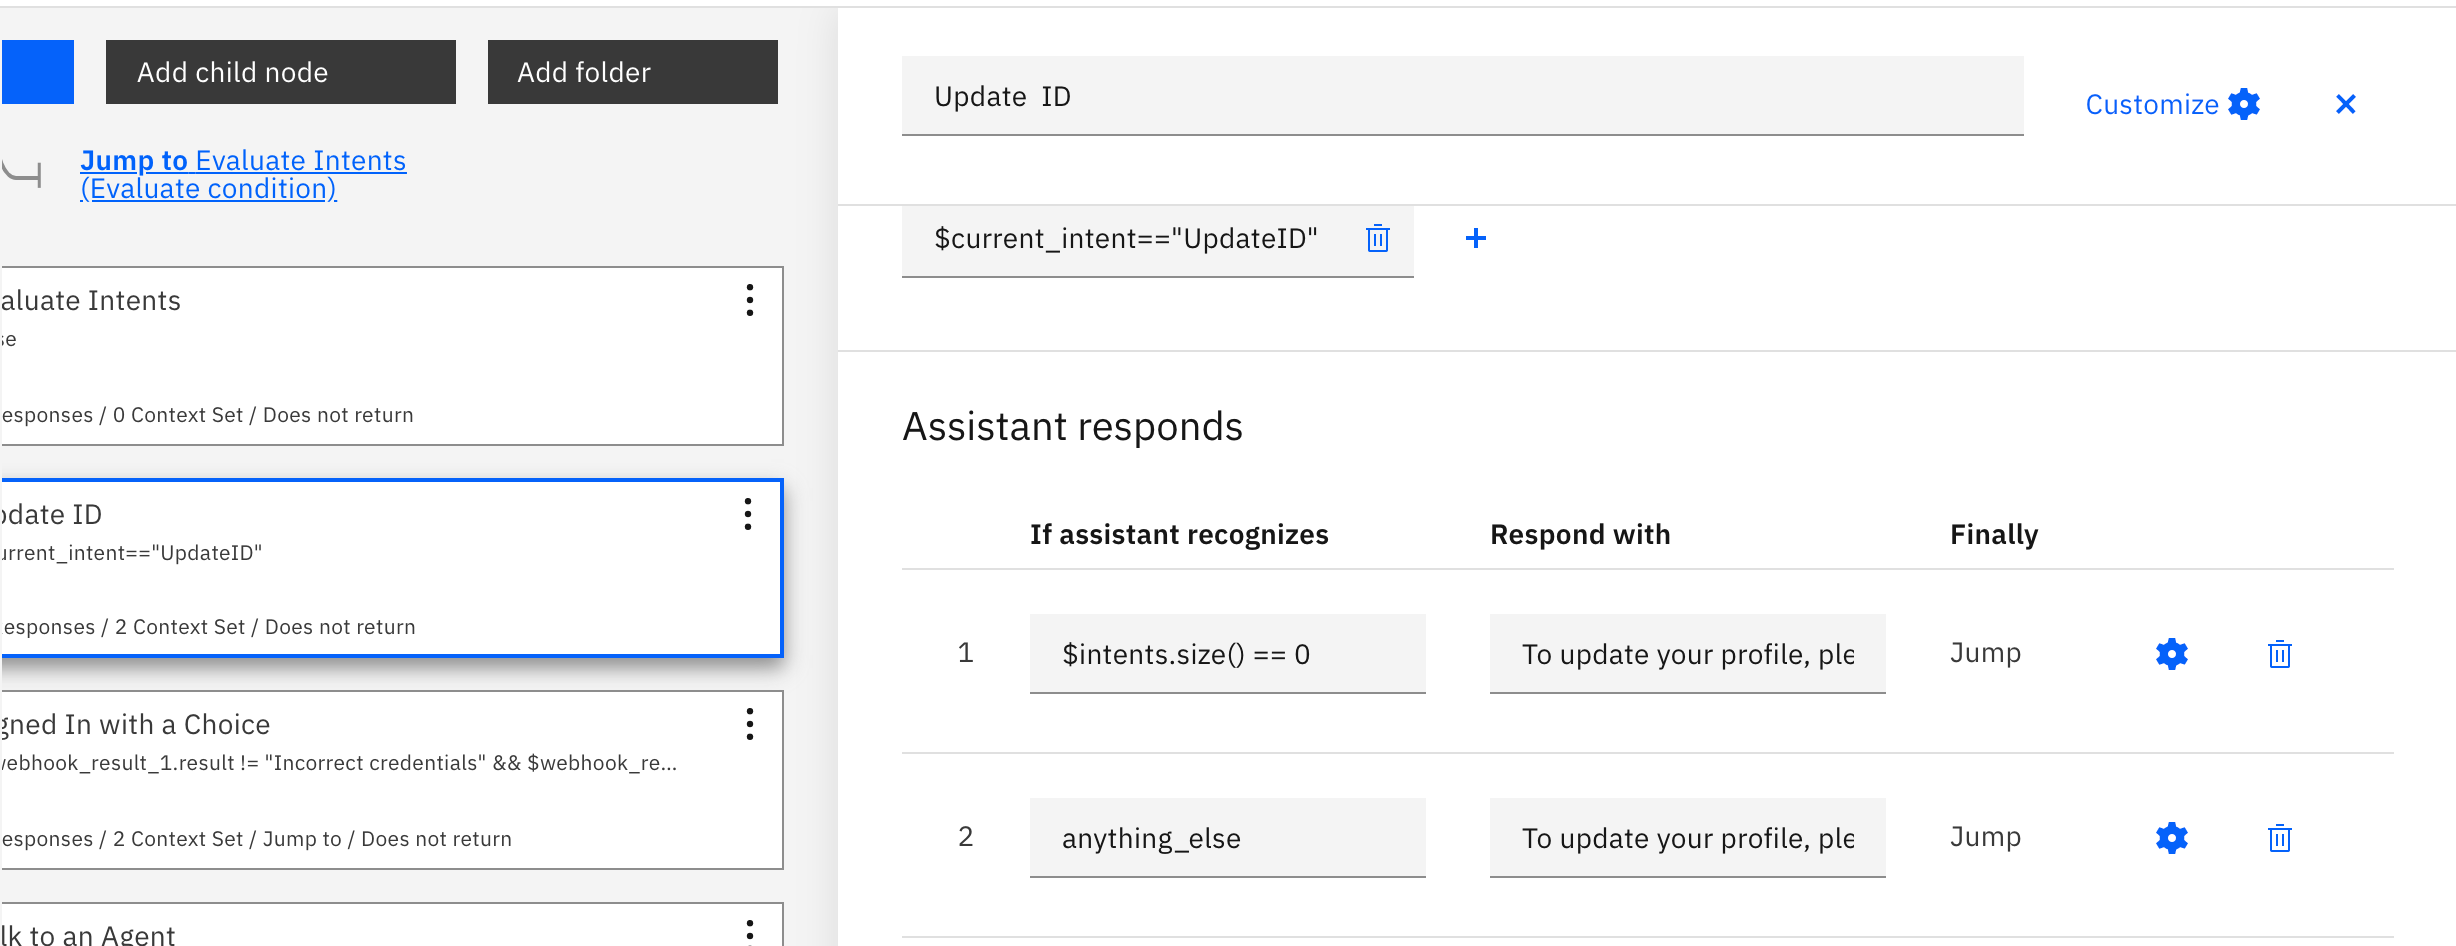 Add child node
Add folder
Jump to Evaluate Intents
(Evaluate condition)
aluate Intents
se
esponses / 0 Context Set / Does not return
pdate ID
urrent_intent=="UpdateID"
esponses / 2 Context Set / Does not return
gned In with a Choice
webhook_result_1.result != "Incorrect credentials" && $webhook_re...
esponses / 2 Context Set / Jump to / Does not return
lk to an Agent
Update ID
Customize
$current_intent=="UpdateID"
Assistant responds
If assistant recognizes
Respond with
Finally
1
$intents.size() == 0
To update your profile, ple
Jump
2
anything_else
To update your profile, ple
Jump